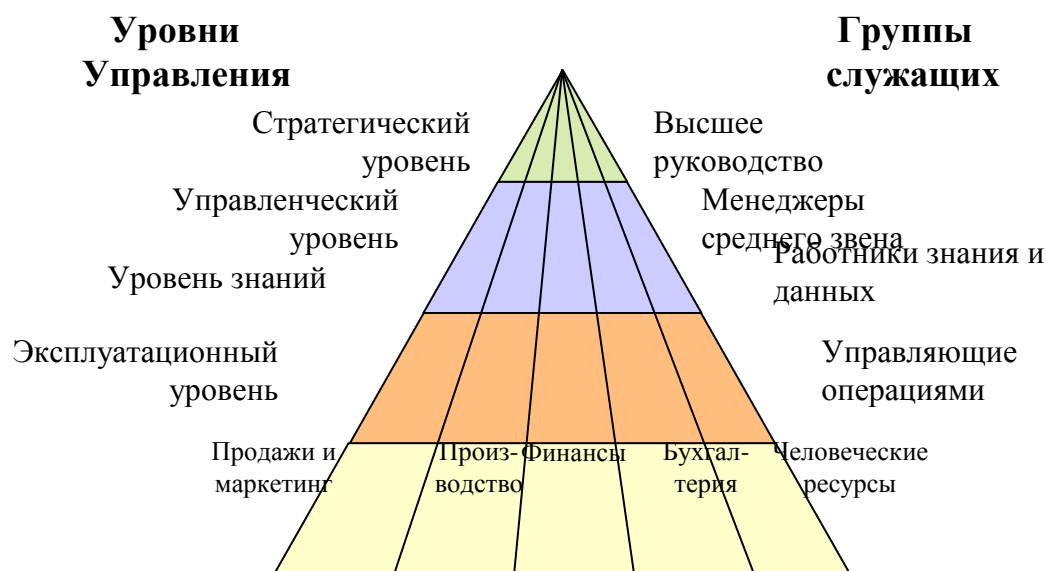 Уровни
Управления
Группы
служащих
Стратегический
уровень
Высшее
руководство
Управленческий
уровень
Менеджеры
среднего звена
Уровень знаний
Работники знания и
данных
Эксплуатационный
уровень
Управляющие
операциями
Продажи и
маркетинг
Произ-
водство
Финансы
Бухгал-
терия
Человеческие
ресурсы